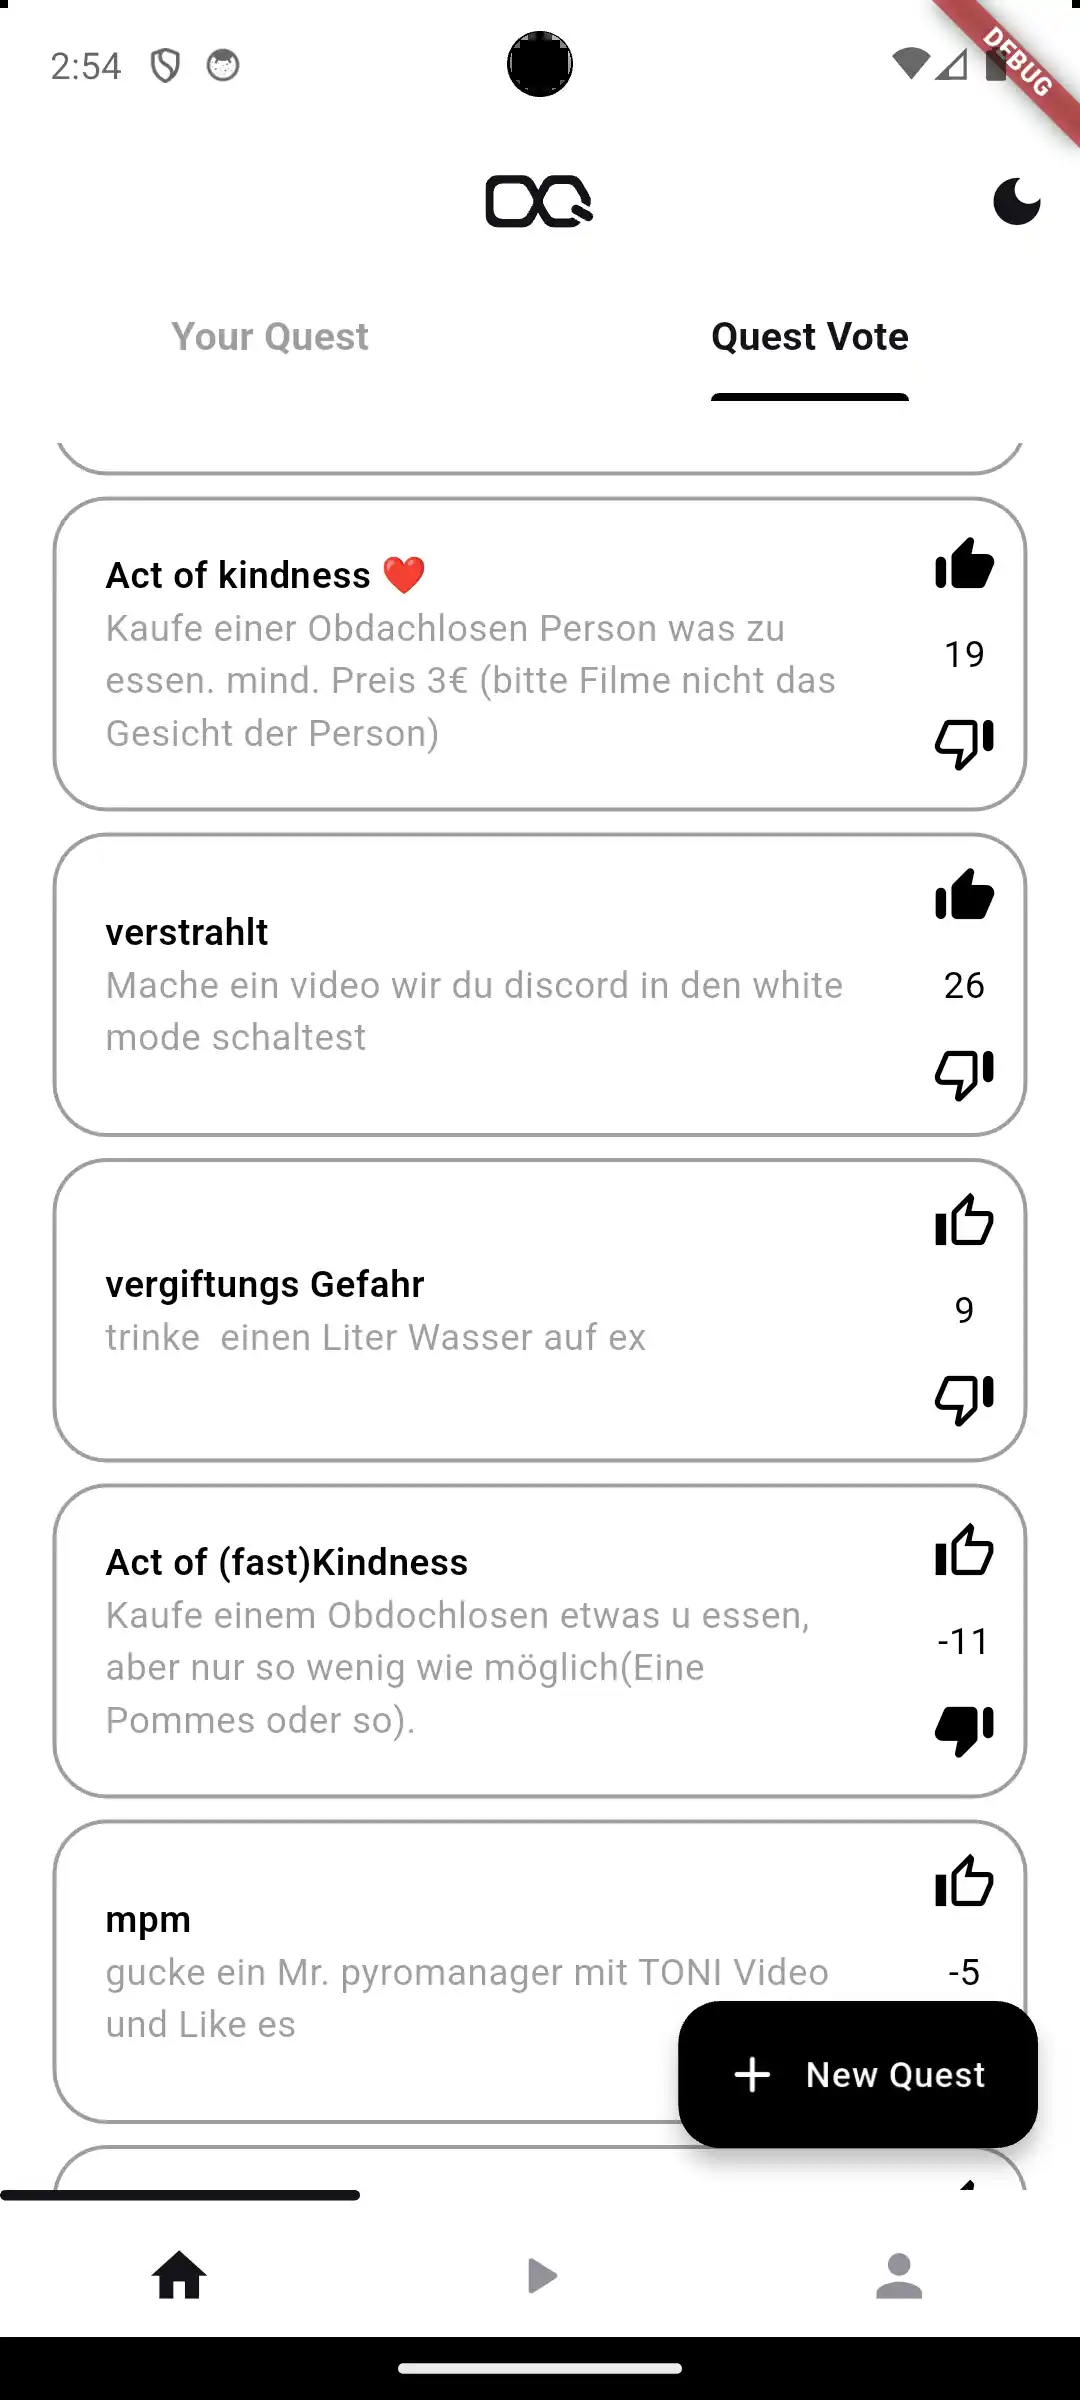 2:54
DEBUG
Your Quest
Quest Vote
Act of kindness ❤️
Kaufe einer Obdachlosen Person was zu
essen. mind. Preis 3€ (bitte Filme nicht das
Gesicht der Person)
19
verstrahlt
Mache ein video wir du discord in den white
mode schaltest
26
vergiftungs Gefahr
trinke  einen Liter Wasser auf ex
9
Act of (fast)Kindness
Kaufe einem Obdochlosen etwas u essen,
aber nur so wenig wie möglich(Eine
Pommes oder so).
-11
mpm
gucke ein Mr. pyromanager mit TONI Video
und Like es
-5
New Quest